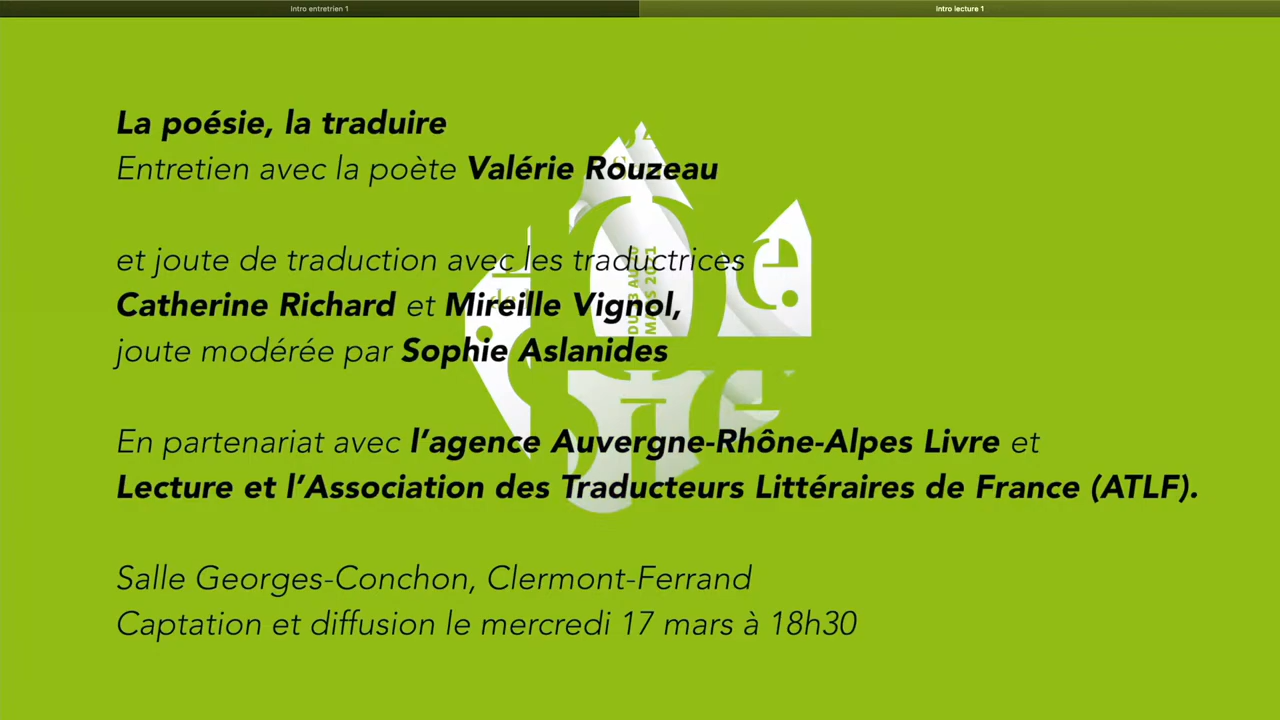 Intro entretrien 1
Intro lecture 1
La poésie, la traduire
Entretien avec la poète Valérie Rouzeau
et joute de traduction avec les traductrices
Catherine Richard et Mireille Vignol,
joute modérée par Sophie Aslanides
En partenariat avec l’agence Auvergne-Rhône-Alpes Livre et
Lecture et l’Association des Traducteurs Littéraires de France (ATLF).
Salle Georges-Conchon, Clermont-Ferrand
Captation et diffusion le mercredi 17 mars à 18h30